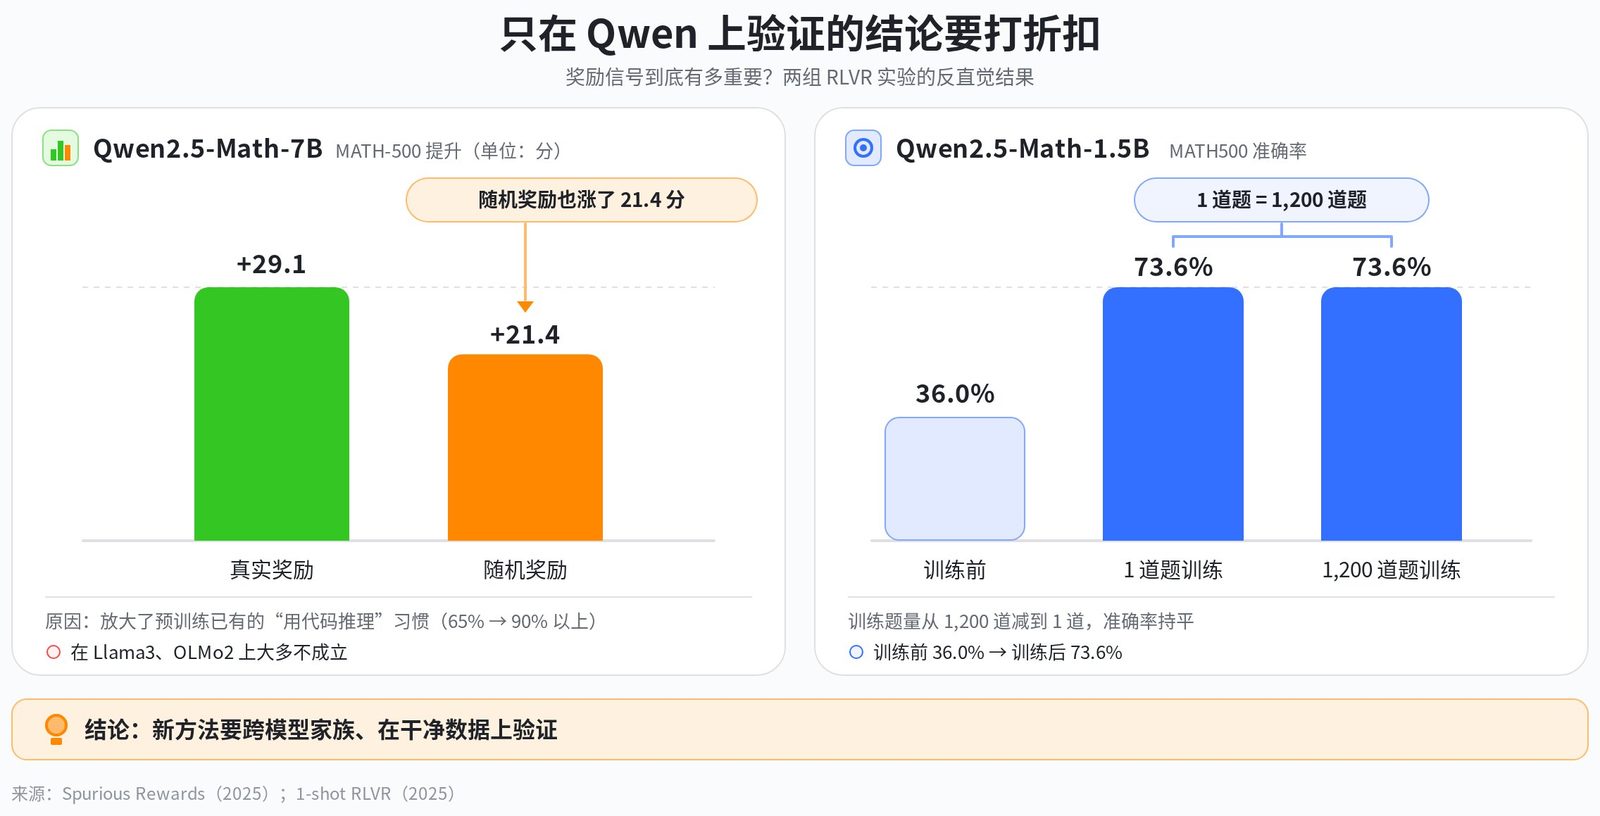 只在 Qwen 上验证的结论要打折扣
奖励信号到底有多重要？两组 RLVR 实验的反直觉结果
Qwen2.5-Math-7B MATH-500 提升（单位：分）
随机奖励也涨了 21.4 分
+29.1
+21.4
真实奖励
随机奖励
原因：放大了预训练已有的“用代码推理”习惯（65% → 90% 以上）
在 Llama3、OLMo2 上大多不成立
Qwen2.5-Math-1.5B MATH500 准确率
1 道题 = 1,200 道题
36.0%
73.6%
73.6%
训练前
1 道题训练
1,200 道题训练
训练题量从 1,200 道减到 1 道，准确率持平
训练前 36.0% → 训练后 73.6%
结论：新方法要跨模型家族、在干净数据上验证
来源：Spurious Rewards（2025）；1-shot RLVR（2025）